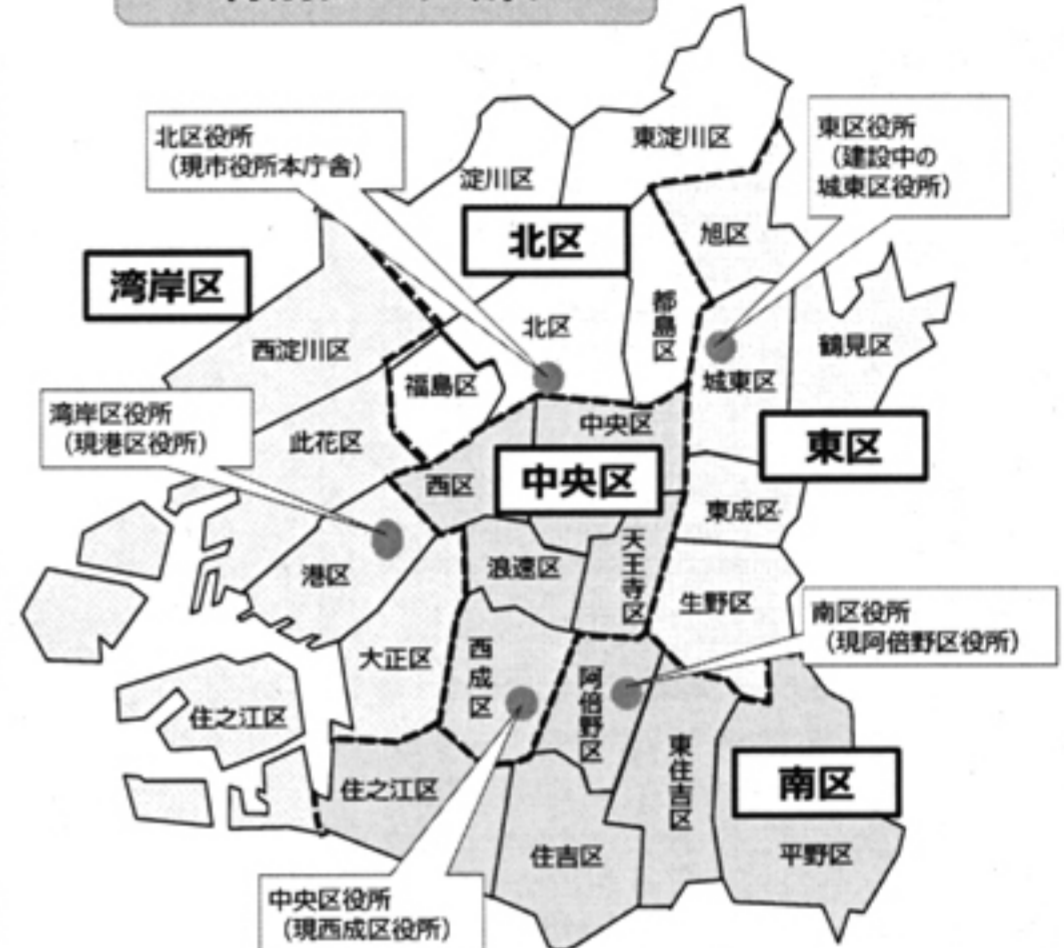 北区役所
（現市役所本庁舎）
東淀川区
東区役所
（建設中の
城東区役所）
淀川区
北区
旭区
湾岸区
都島区
北区
西淀川区
鶴見区
福島区
城東区
湾岸区役所
（現港区役所）
中央区
此花区
東区
西区
中央区
東成区
天王寺区
浪速区
港区
生野区
南区役所
（現阿倍野区役所）
大正区
西成区
阿倍野区
住之江区
東住吉区
南区
住之江区
住吉区
平野区
中央区役所
（現西成区役所）